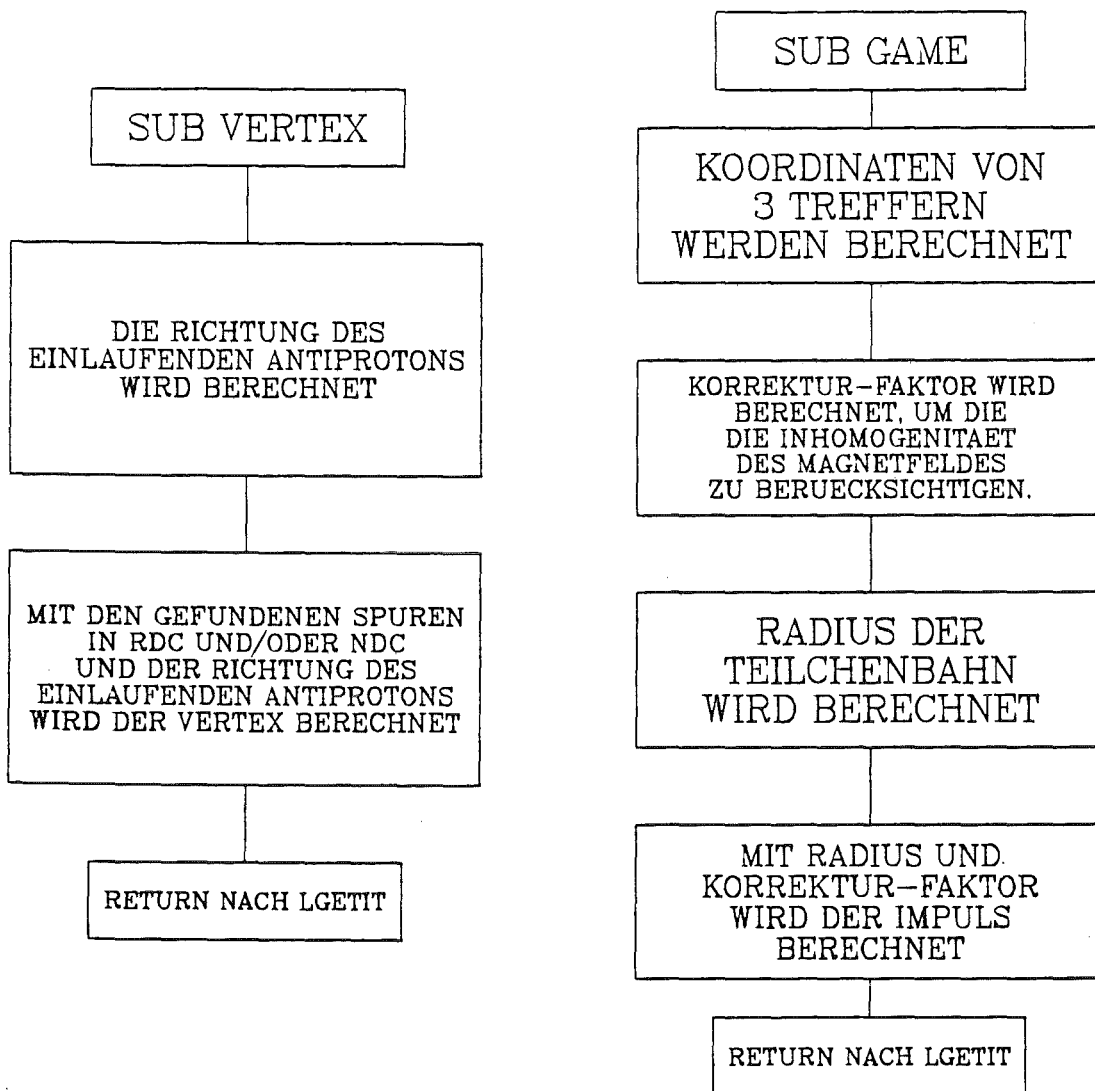 SUB VERTEX
DIE RICHTUNG DES
EINLAUFENDEN ANTIPROTONS
WIRD BERECHNET
MIT DEN GEFUNDENEN SPUREN
IN RDC UND/ODER NDC
UND DER RICHTUNG DES
EINLAUFENDEN ANTIPROTONS
WIRD DER VERTEX BERECHNET
RETURN NACH LGETIT
SUB GAME
KOORDINATEN VON
3 TREFFERN
WERDEN BERECHNET
KORREKTUR-FAKTOR WIRD
BERECHNET, UM DIE
DIE INHOMOGENITAET
DES MAGNETFELDES
ZU BERUECKSICHTIGEN.
RADIUS DER
TEILCHENBAHN
WIRD BERECHNET
MIT RADIUS UND
KORREKTUR-FAKTOR
WIRD DER IMPULS
BERECHNET
RETURN NACH LGETIT